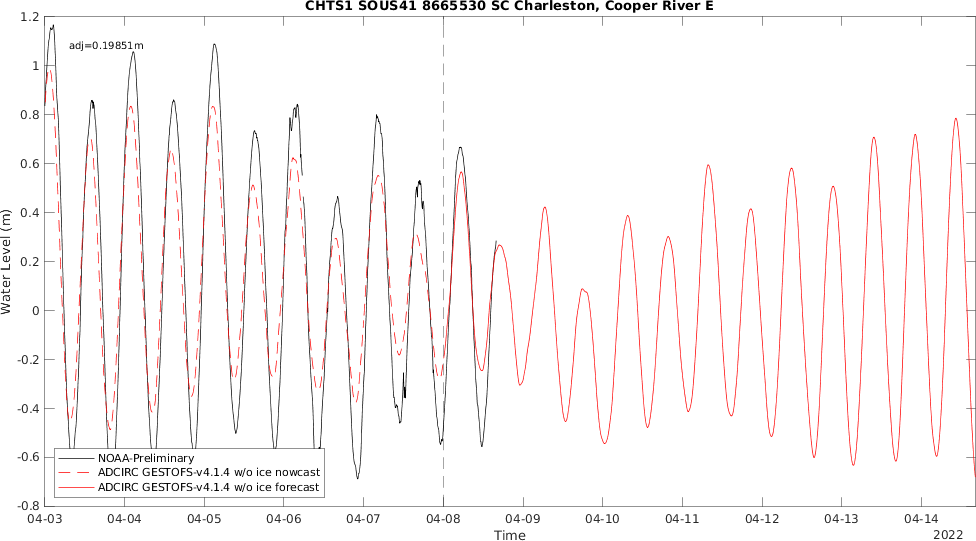 CHTS1 SOUS41 8665530 SC Charleston, Cooper River E
adj=0.19851m
1.2
1
0.8
0.6
0.4
0.2
0
-0.2
-0.4
-0.6
-0.8
Water Level (m)
NOAA-Preliminary
ADCIRC GESTOFS-v4.1.4 w/o ice nowcast
ADCIRC GESTOFS-v4.1.4 w/o ice forecast
04-03 04-04 04-05 04-06 04-07 04-08 04-09 04-10 04-11 04-12 04-13 04-14
Time
2022